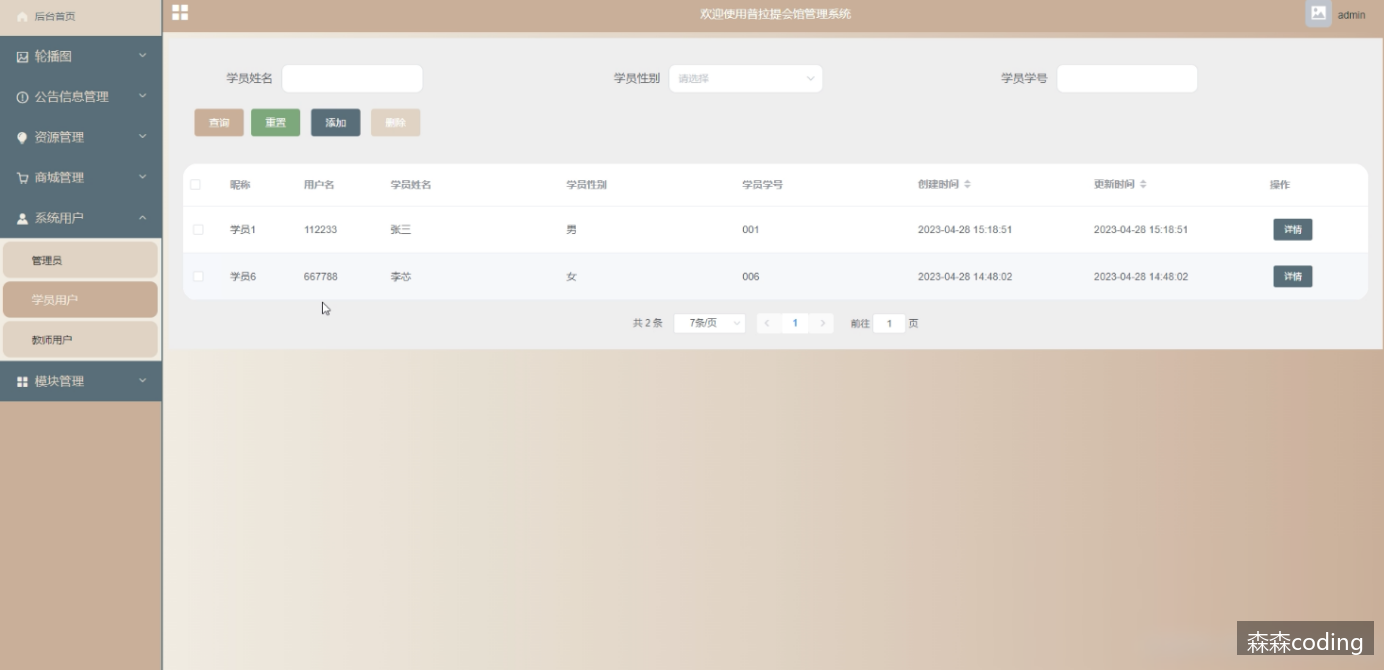 后台首页
欢迎使用普拉提会馆管理系统
admin
轮播图
公告信息管理
资源管理
商城管理
系统用户
管理员
学员用户
教师用户
模块管理
学员姓名
学员性别 请选择
学员学号
查询 重置 添加 删除
昵称 用户名 学员姓名 学员性别 学员学号 创建时间 更新时间 操作
学员1 112233 张三 男 001 2023-04-28 15:18:51 2023-04-28 15:18:51 详情
学员6 667788 李芯 女 006 2023-04-28 14:48:02 2023-04-28 14:48:02 详情
共 2 条 7条/页 1 前往 1 页
森森coding